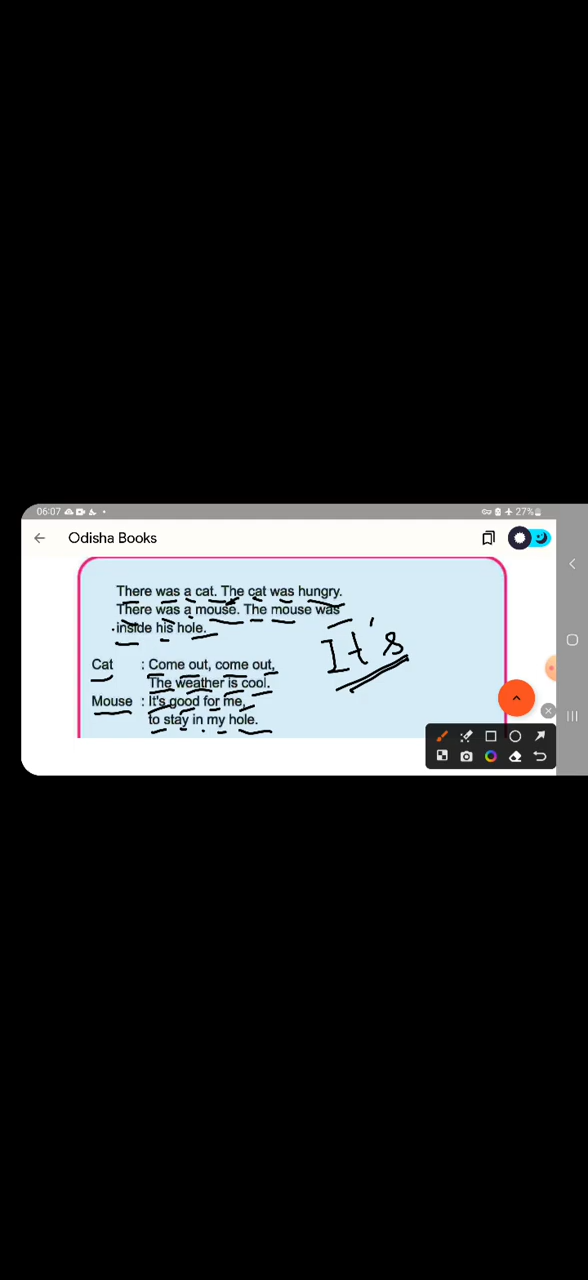 06:07
27%
Odisha Books
There was a cat. The cat was hungry.
There was a mouse. The mouse was
inside his hole.
It's
Cat : Come out, come out,
The weather is cool.
Mouse : It's good for me,
to stay in my hole.